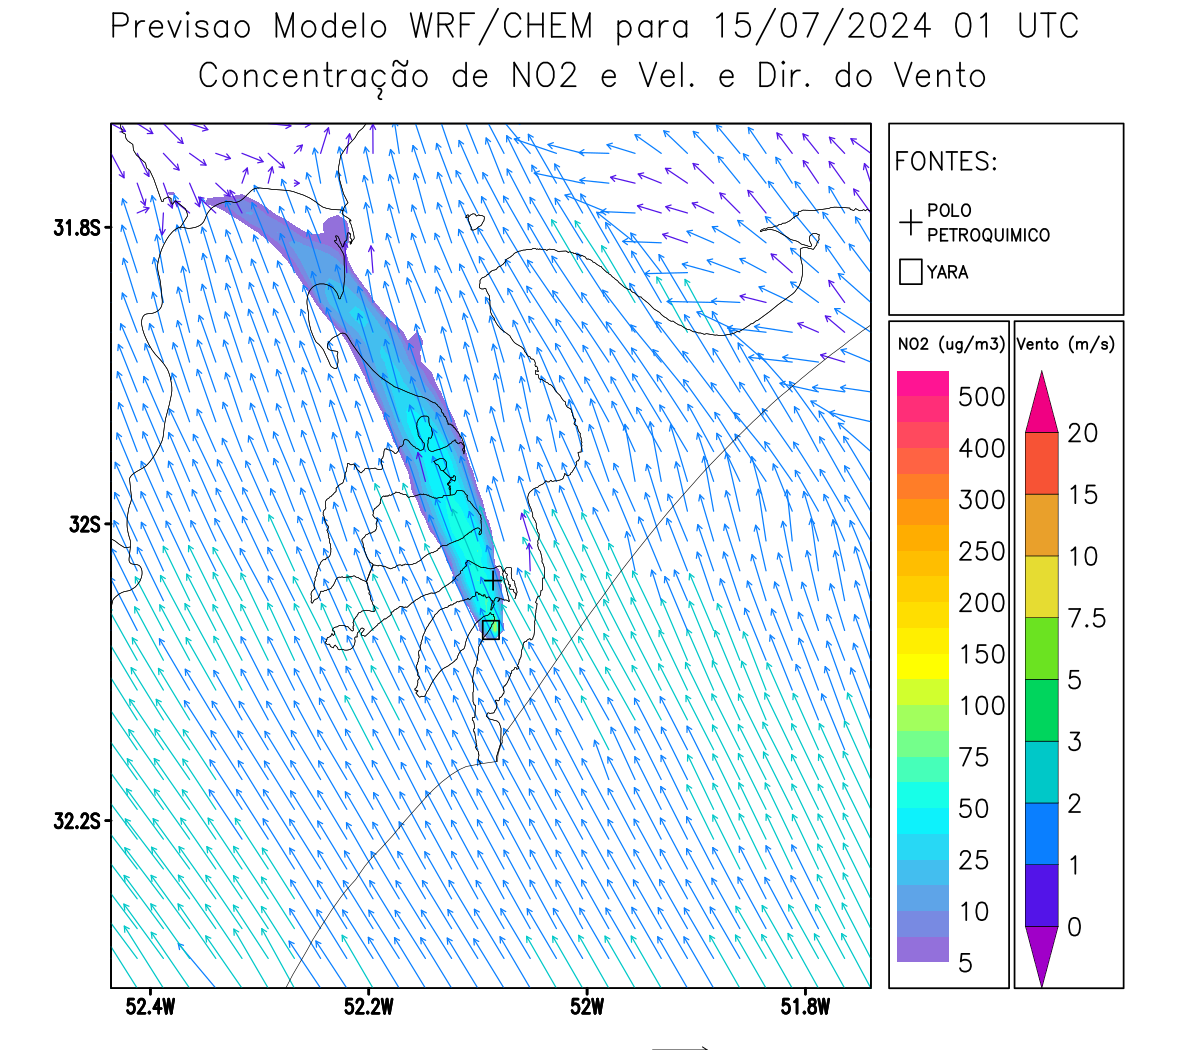 Previsao Modelo WRF/CHEM para 15/07/2024 01 UTC
Concentração de NO2 e Vel. e Dir. do Vento
FONTES:
POLO
PETROQUIMICO
YARA
NO2 (ug/m3)
500
400
300
250
200
150
100
75
50
25
10
5
Vento (m/s)
20
15
10
7.5
5
3
2
1
0
31.8S
32S
32.2S
52.4W 52.2W 52W 51.8W